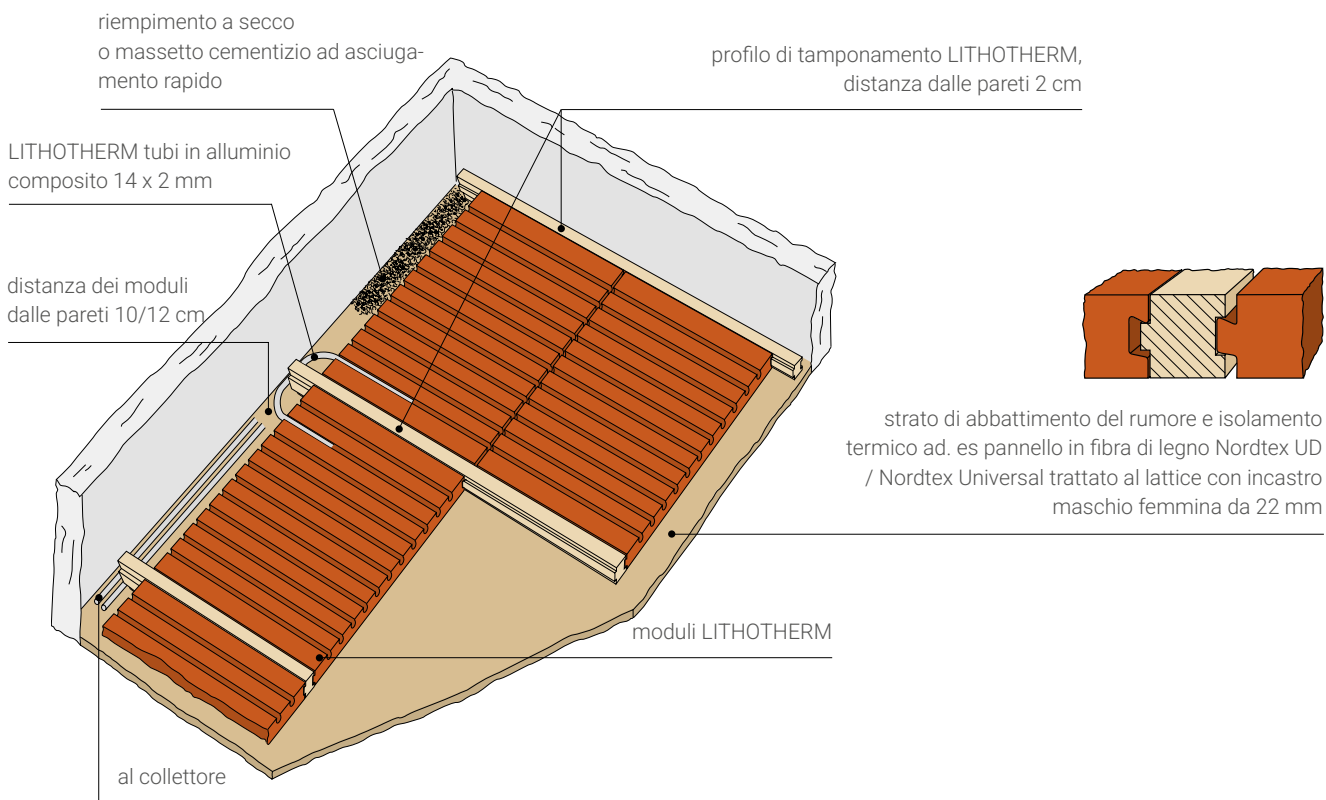 riempimento a secco
o massetto cementizio ad asciuga-
mento rapido
profilo di tamponamento LITHOTHERM,
distanza dalle pareti 2 cm
LITHOTHERM tubi in alluminio
composito 14 x 2 mm
distanza dei moduli
dalle pareti 10/12 cm
strato di abbattimento del rumore e isolamento
termico ad. es pannello in fibra di legno Nordtex UD
/ Nordtex Universal trattato al lattice con incastro
maschio femmina da 22 mm
moduli LITHOTHERM
al collettore